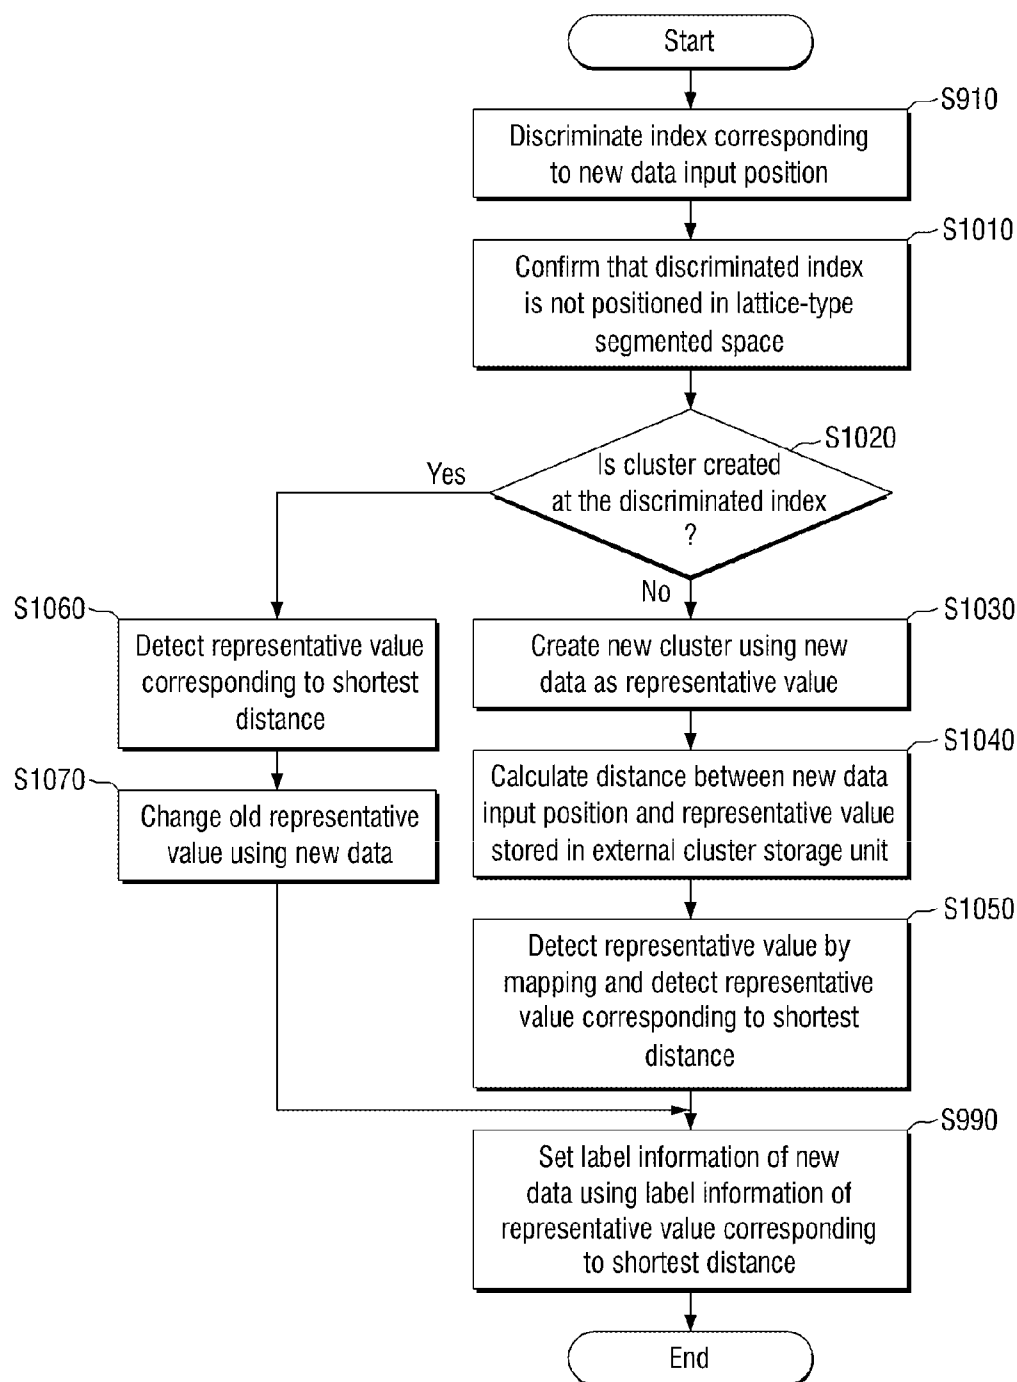 Start
S910
Discriminate index corresponding
to new data input position
S1010
Confirm that discriminated index
is not positioned in lattice-type
segmented space
S1020
Is cluster created
at the discriminated index
?
Yes
No
S1060
Detect representative value
corresponding to shortest
distance
S1070
Change old representative
value using new data
S1030
Create new cluster using new
data as representative value
S1040
Calculate distance between new data
input position and representative value
stored in external cluster storage unit
S1050
Detect representative value by
mapping and detect representative
value corresponding to shortest
distance
S990
Set label information of new
data using label information of
representative value corresponding
to shortest distance
End